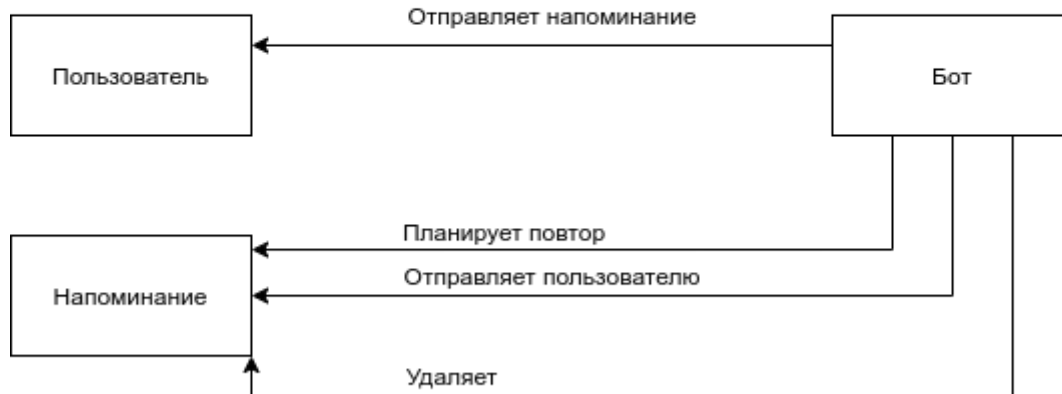 Отправляет напоминание
Пользователь
Бот
Планирует повтор
Отправляет пользователю
Напоминание
Удаляет